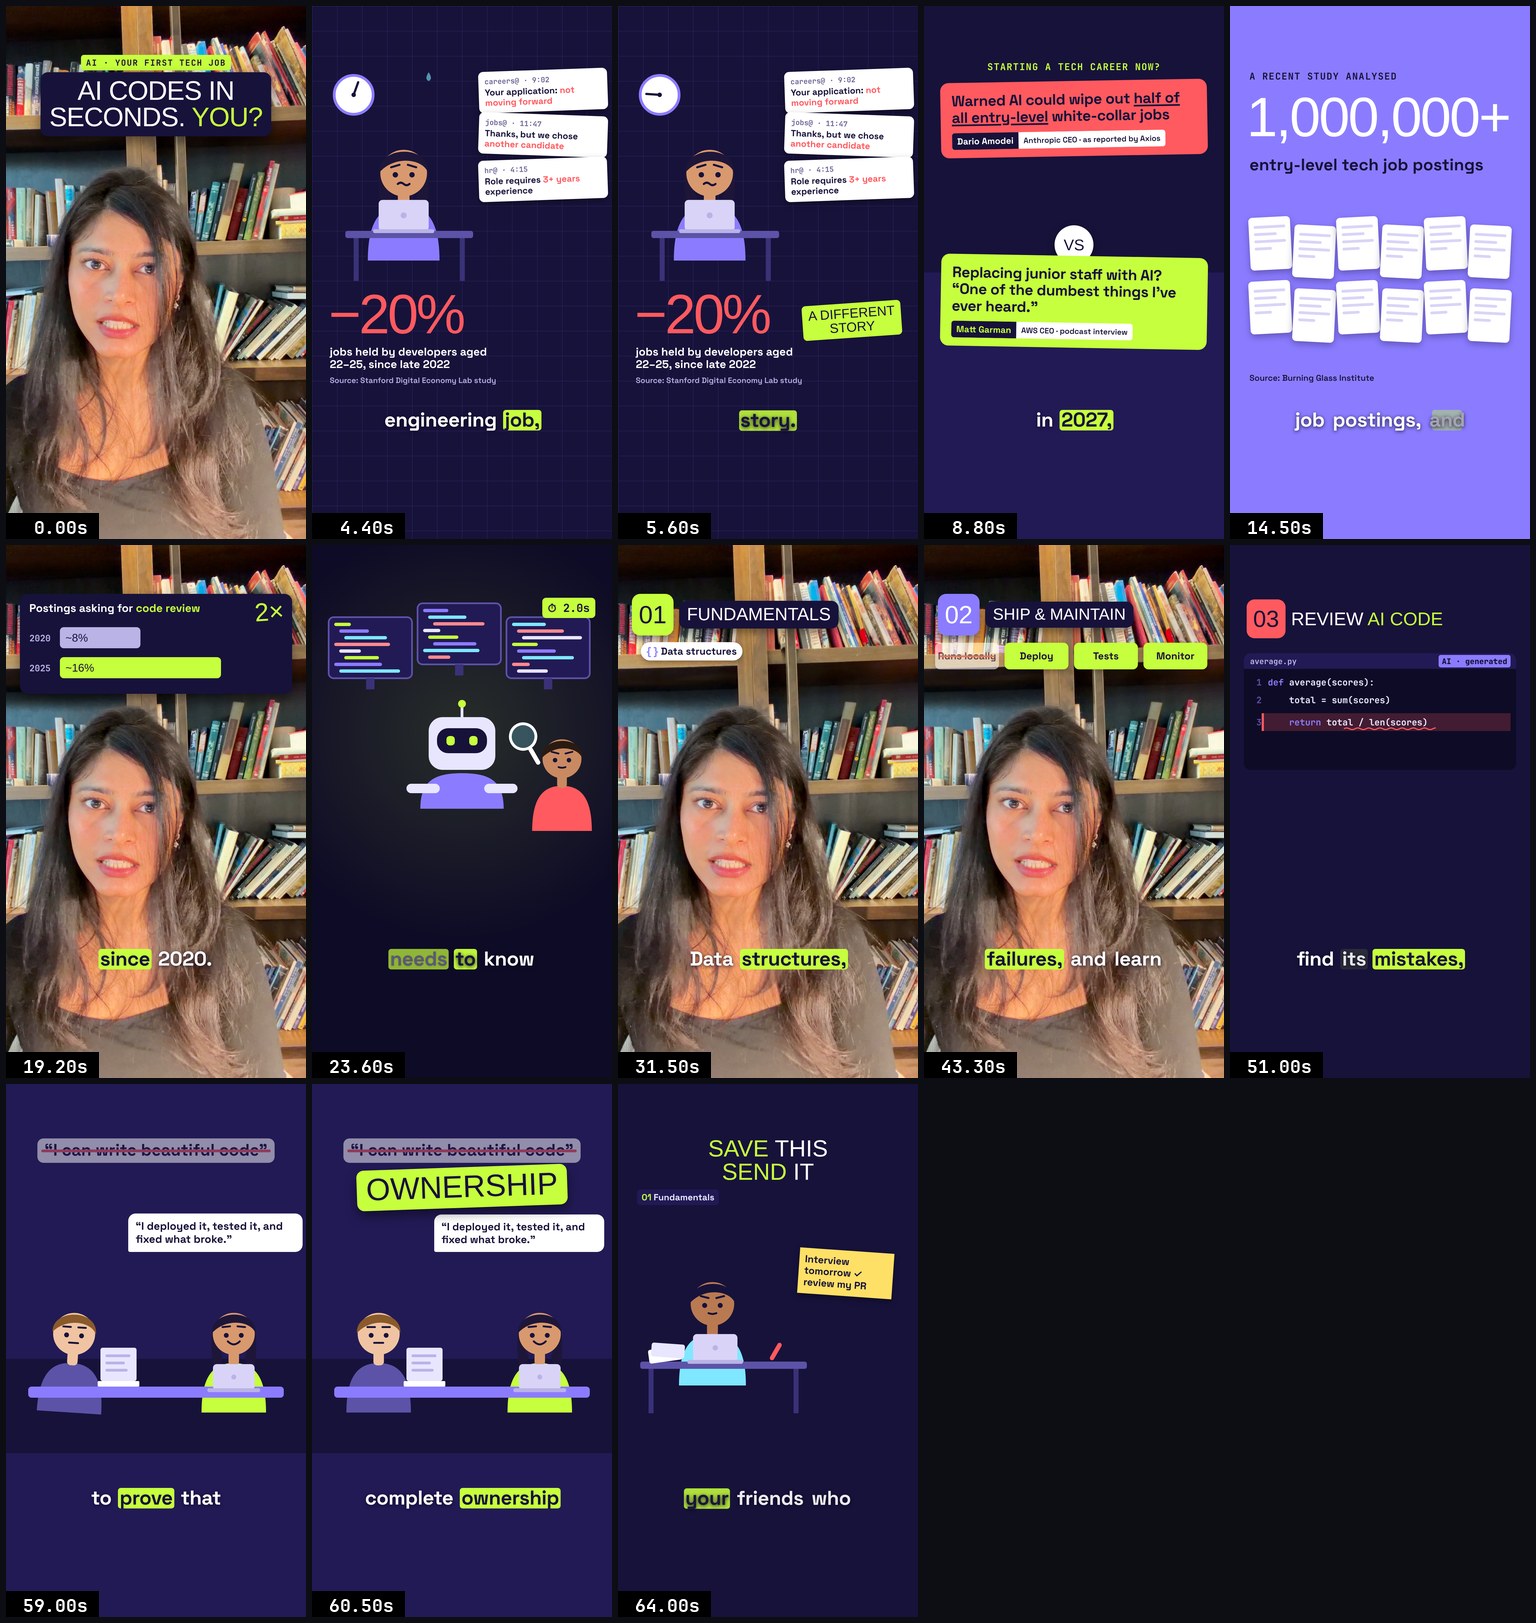 AI · YOUR FIRST TECH JOB
AI CODES IN
SECONDS. YOU?
0.00s
careers@ · 9:02
Your application: not
moving forward
jobs@ · 11:47
Thanks, but we chose
another candidate
hr@ · 4:15
Role requires 3+ years
experience
−20%
jobs held by developers aged
22–25, since late 2022
Source: Stanford Digital Economy Lab study
engineering job,
4.40s
careers@ · 9:02
Your application: not
moving forward
jobs@ · 11:47
Thanks, but we chose
another candidate
hr@ · 4:15
Role requires 3+ years
experience
−20%
A DIFFERENT
STORY
jobs held by developers aged
22–25, since late 2022
Source: Stanford Digital Economy Lab study
story.
5.60s
STARTING A TECH CAREER NOW?
Warned AI could wipe out half of
all entry-level white-collar jobs
Dario Amodei Anthropic CEO · as reported by Axios
VS
Replacing junior staff with AI?
“One of the dumbest things I’ve
ever heard.”
Matt Garman AWS CEO · podcast interview
in 2027,
8.80s
A RECENT STUDY ANALYSED
1,000,000+
entry-level tech job postings
Source: Burning Glass Institute
job postings, and
14.50s
Postings asking for code review
2×
2020 ~8%
2025 ~16%
since 2020.
19.20s
2.0s
needs to know
23.60s
01 FUNDAMENTALS
{ } Data structures
Data structures,
31.50s
02 SHIP & MAINTAIN
Runs locally Deploy Tests Monitor
failures, and learn
43.30s
03 REVIEW AI CODE
average.py AI · generated
1 def average(scores):
2 total = sum(scores)
3 return total / len(scores)
find its mistakes,
51.00s
“I can write beautiful code”
“I deployed it, tested it, and
fixed what broke.”
to prove that
59.00s
“I can write beautiful code”
OWNERSHIP
“I deployed it, tested it, and
fixed what broke.”
complete ownership
60.50s
SAVE THIS
SEND IT
01 Fundamentals
Interview
tomorrow ✓
review my PR
your friends who
64.00s